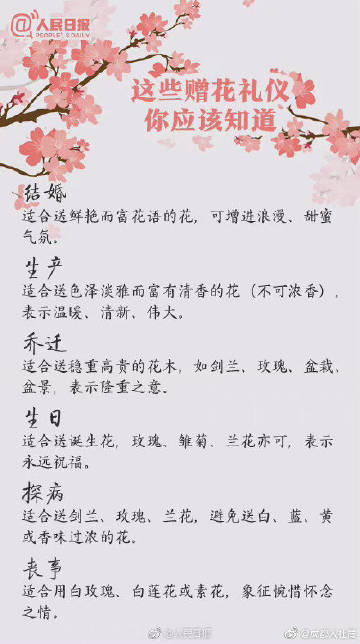 @人民日报
PEOPLE'S DAILY
这些赠花礼仪
你应该知道
结婚
适合送鲜艳而富花语的花，可增进浪漫、甜蜜
气氛。
生产
适合送色泽淡雅而富有清香的花（不可浓香），
表示温暖、清新、伟大。
乔迁
适合送稳重高贵的花木，如剑兰、玫瑰、盆栽、
盆景，表示隆重之意。
生日
适合送诞生花，玫瑰、雏菊、兰花亦可，表示
永远祝福。
探病
适合送剑兰、玫瑰、兰花，避免送白、蓝、黄
或香味过浓的花。
丧事
适合用白玫瑰、白莲花或素花，象征惋惜怀念
之情。
@人民日报